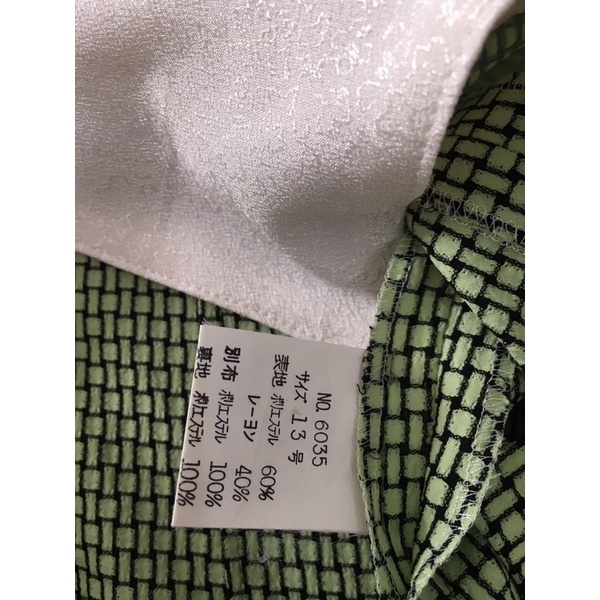 NO. 6035
サイズ 13号
表地 ポリエステル 60%
レーヨン 40%
別布 ポリエステル 100%
裏地 ポリエステル 100%